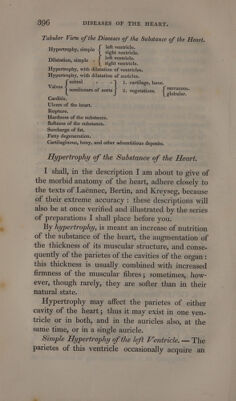 396 DISEASES OF THE HEART.
Tabular View of the Diseases of the Substance of the Heart.
Hypertrophy, simple { left ventricle.
right ventricle.
Dilatation, simple { left ventricle.
right ventricle.
Hypertrophy, with dilatation of ventricles.
Hypertrophy, with dilatation of auricles.
Valves { mitral - - } 1. cartilage, bone.
semilunars of aorta } 2. vegetations. { verrucous.
globular.
Carditis.
Ulcers of the heart.
Rupture.
Hardness of the substance.
Softness of the substance.
Surcharge of fat.
Fatty degeneration.
Cartilaginous, bony, and other adventitious deposits.
Hypertrophy of the Substance of the Heart.
I shall, in the description I am about to give of
the morbid anatomy of the heart, adhere closely to
the texts of Laënnec, Bertin, and Kreyseg, because
of their extreme accuracy : these descriptions will
also be at once verified and illustrated by the series
of preparations I shall place before you.
By hypertrophy, is meant an increase of nutrition
of the substance of the heart, the augmentation of
the thickness of its muscular structure, and conse-
quently of the parietes of the cavities of the organ :
this thickness is usually combined with increased
firmness of the muscular fibres; sometimes, how-
ever, though rarely, they are softer than in their
natural state.
Hypertrophy may affect the parietes of either
cavity of the heart; thus it may exist in one ven-
tricle or in both, and in the auricles also, at the
same time, or in a single auricle.
Simple Hypertrophy of the left Ventricle. — The
parietes of this ventricle occasionally acquire an